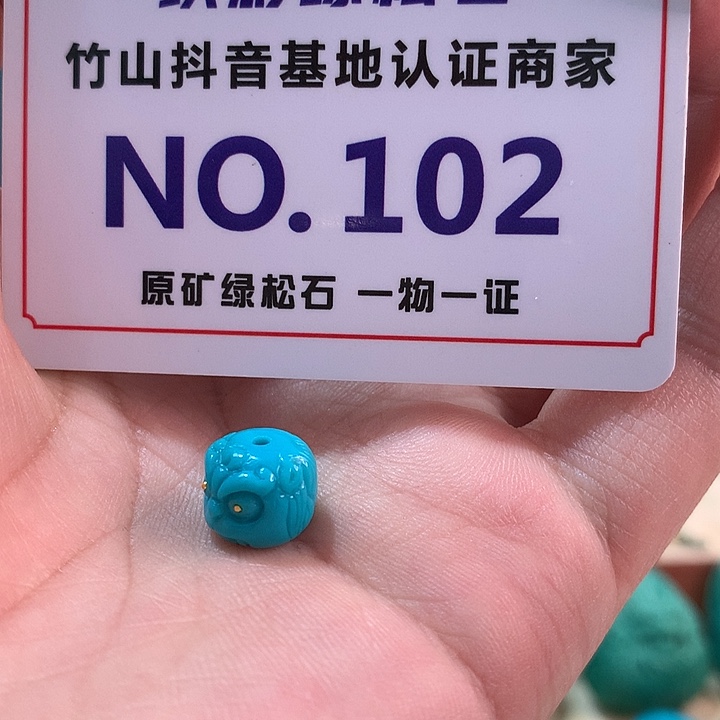 竹山抖音基地认证商家
NO.102
原矿绿松石 一物一证